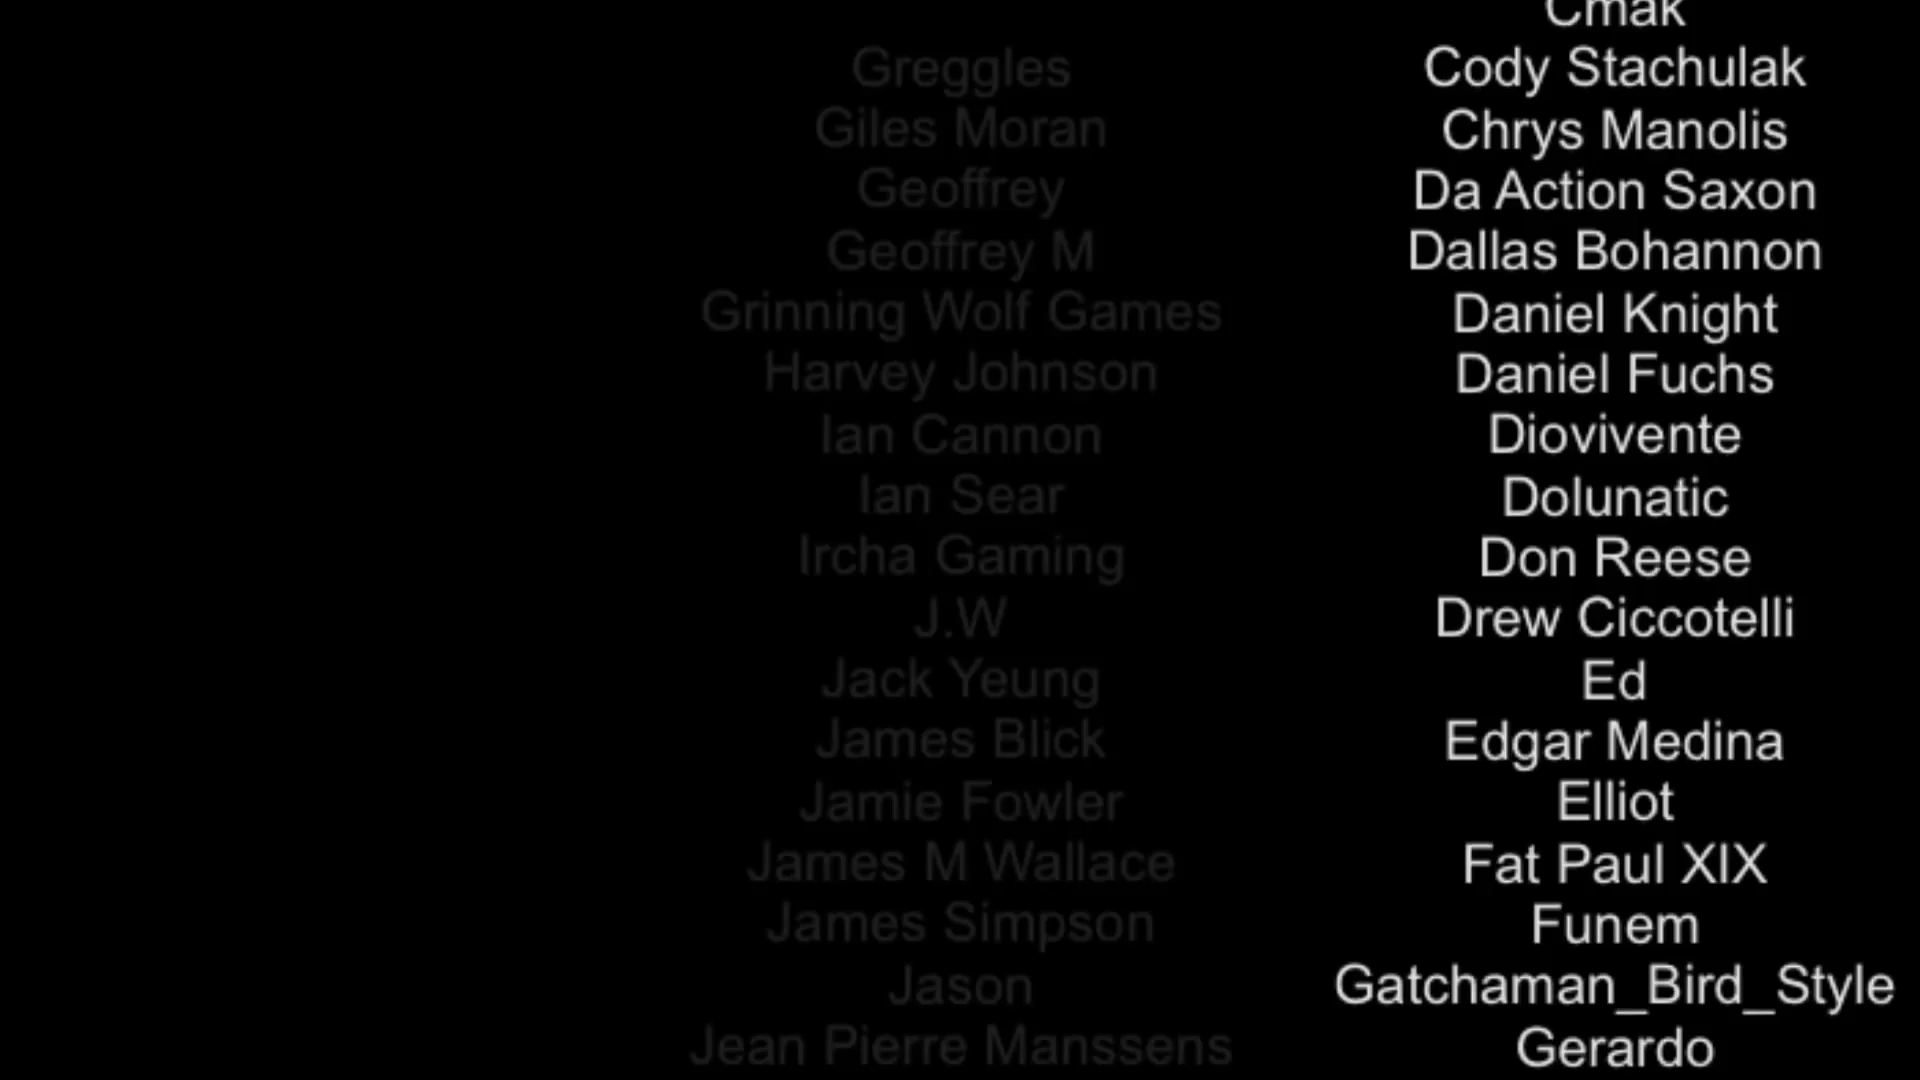 Greggles
Giles Moran
Geoffrey
Geoffrey M
Grinning Wolf Games
Harvey Johnson
Ian Cannon
Ian Sear
Ircha Gaming
J.W
Jack Yeung
James Blick
Jamie Fowler
James M Wallace
James Simpson
Jason
Jean Pierre Manssens
Cmak
Cody Stachulak
Chrys Manolis
Da Action Saxon
Dallas Bohannon
Daniel Knight
Daniel Fuchs
Diovivente
Dolunatic
Don Reese
Drew Ciccotelli
Ed
Edgar Medina
Elliot
Fat Paul XIX
Funem
Gatchaman_Bird_Style
Gerardo